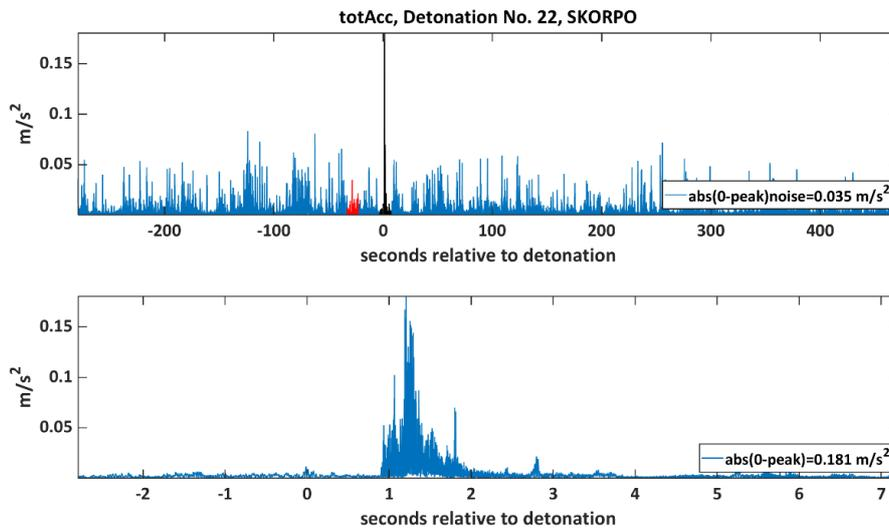 totAcc, Detonation No. 22, SKORPO
0.15
0.1
0.05
m/s²
abs(0-peak)noise=0.035 m/s²
-200 -100 0 100 200 300 400
seconds relative to detonation
0.15
0.1
0.05
m/s²
abs(0-peak)=0.181 m/s²
-2 -1 0 1 2 3 4 5 6 7
seconds relative to detonation